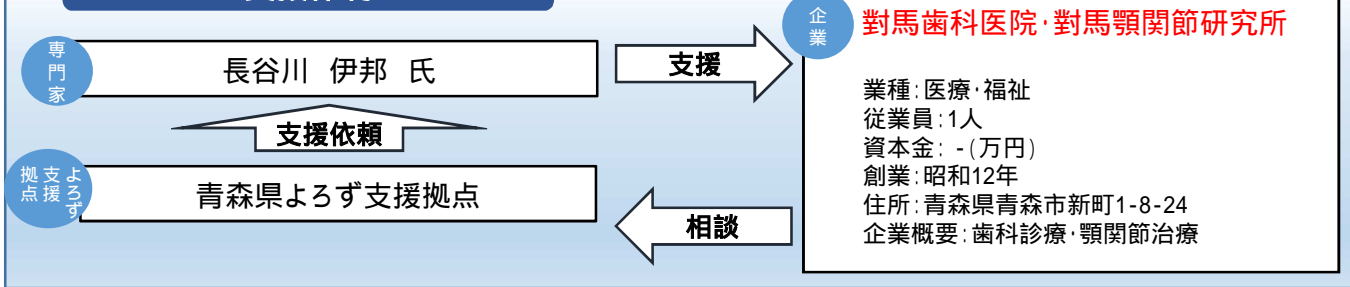 専門家
長谷川 伊邦 氏
支援
支援依頼
よろず支援拠点
青森県よろず支援拠点
相談
企業
對馬歯科医院・對馬顎関節研究所
業種:医療・福祉
従業員:1人
資本金: -(万円)
創業:昭和12年
住所:青森県青森市新町1-8-24
企業概要:歯科診療・顎関節治療